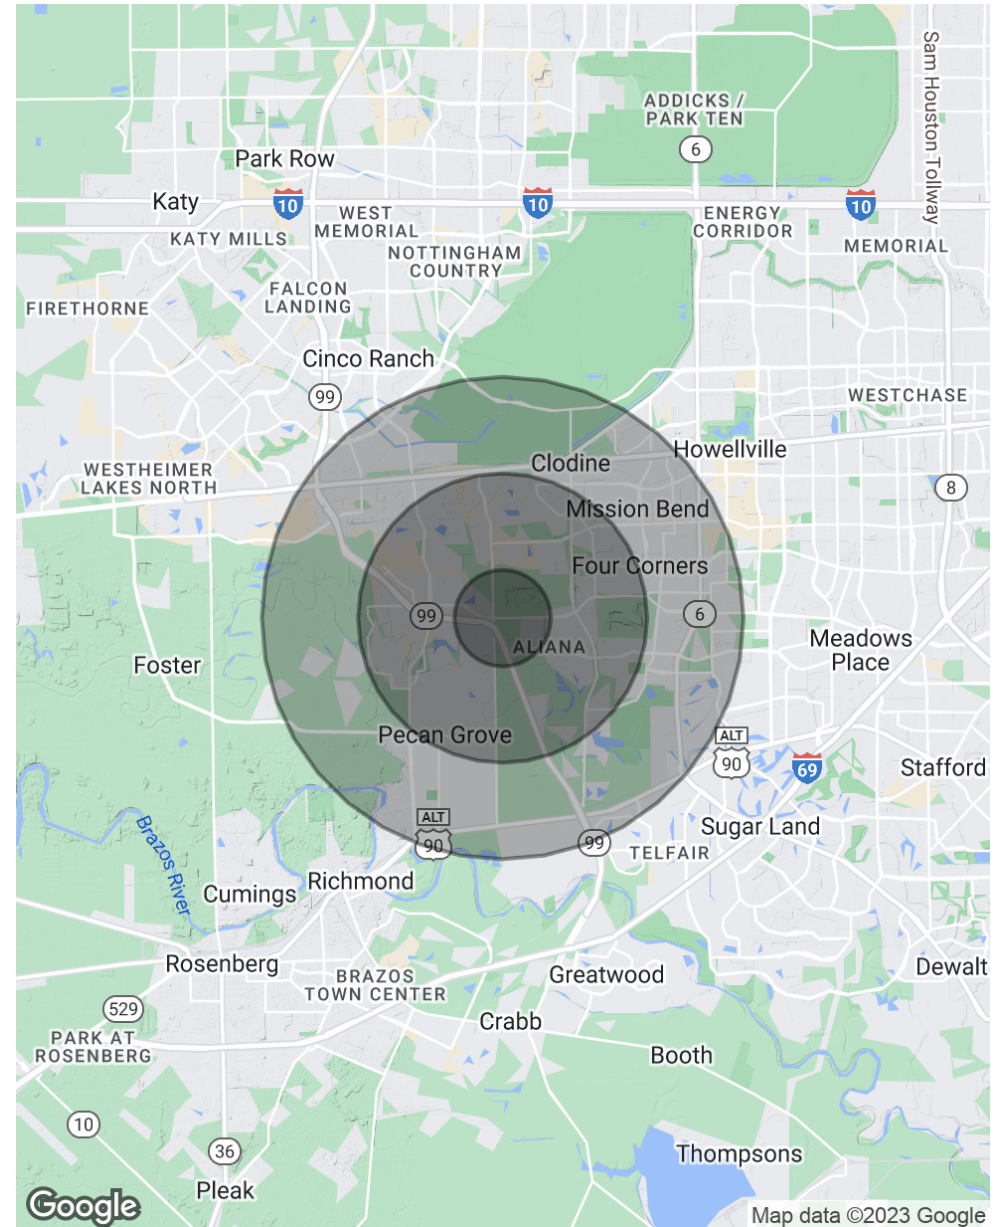 Sam Houston Tollway
ADDICKS /
PARK TEN
6
Park Row
Katy
10
10
10
WEST
MEMORIAL
ENERGY
CORRIDOR
KATY MILLS
NOTTINGHAM
COUNTRY
MEMORIAL
FIRETHORNE
FALCON
LANDING
Cinco Ranch
99
WESTCHASE
Howellville
Clodine
WESTHEIMER
LAKES NORTH
8
Mission Bend
Four Corners
99
6
ALIANA
Meadows
Place
Foster
Pecan Grove
ALT
90
69
Stafford
ALT
90
99
Sugar Land
TELFAIR
Brazos River
Richmond
Cumings
Rosenberg
BRAZOS
TOWN CENTER
Greatwood
Dewalt
529
Crabb
PARK AT
ROSENBERG
Booth
10
36
Thompsons
Pleak
Google
Map data ©2023 Google